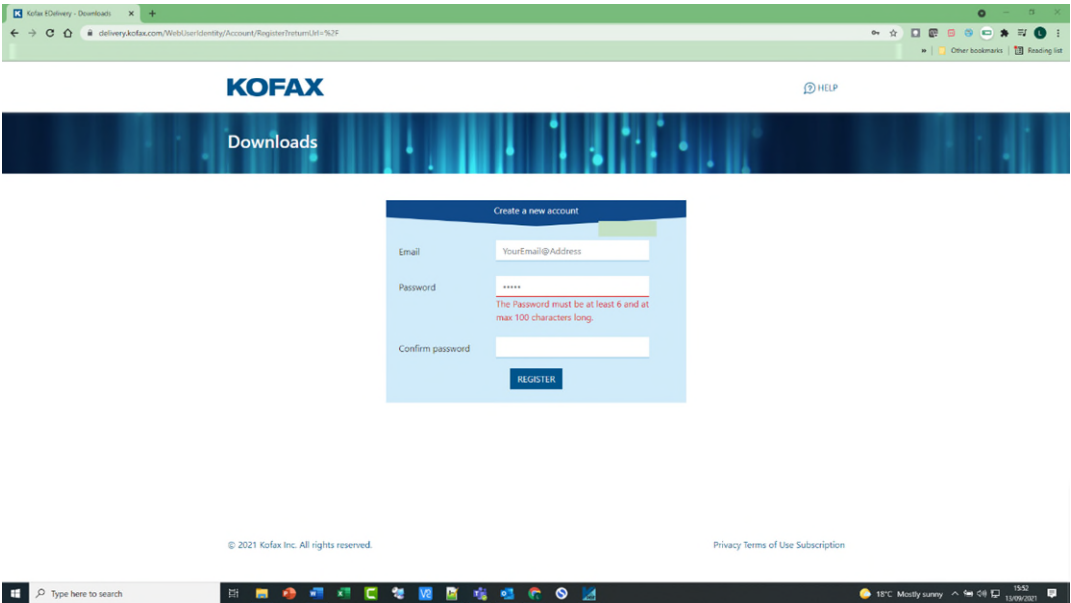 Kofax EDelivery - Downloads
delivery.kofax.com/WebUserIdentity/Account/Register?returnUrl=%2F
Other bookmarks
Reading list
KOFAX
HELP
Downloads
Create a new account
Email
YourEmail@Address
Password
•••••
The Password must be at least 6 and at
max 100 characters long.
Confirm password
REGISTER
© 2021 Kofax Inc. All rights reserved.
Privacy Terms of Use Subscription
Type here to search
18°C Mostly sunny
15:52
13/09/2021